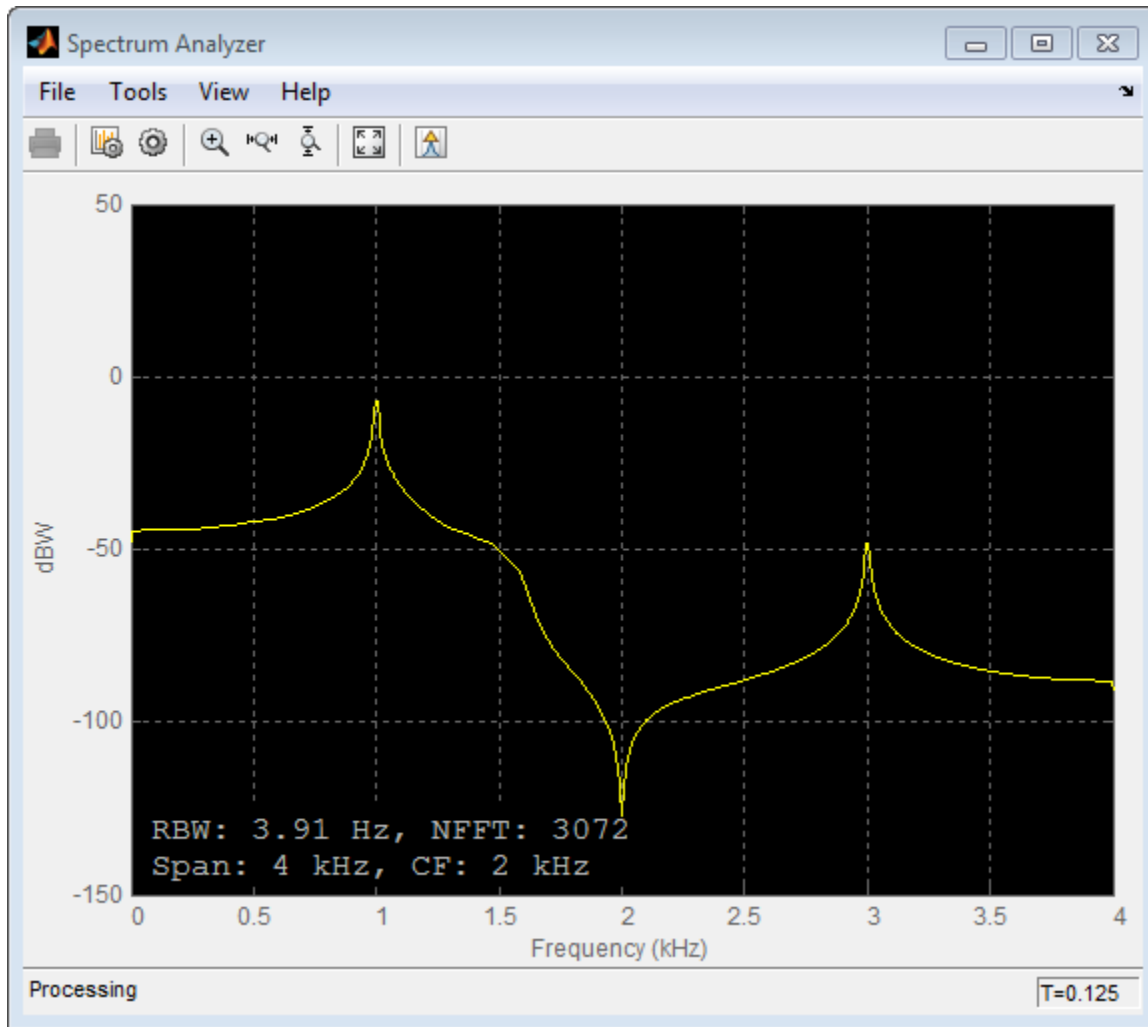 Spectrum Analyzer
File Tools View Help
50
0
-50
-100
-150
dBW
RBW: 3.91 Hz, NFFT: 3072
Span: 4 kHz, CF: 2 kHz
0 0.5 1 1.5 2 2.5 3 3.5 4
Frequency (kHz)
Processing T=0.125